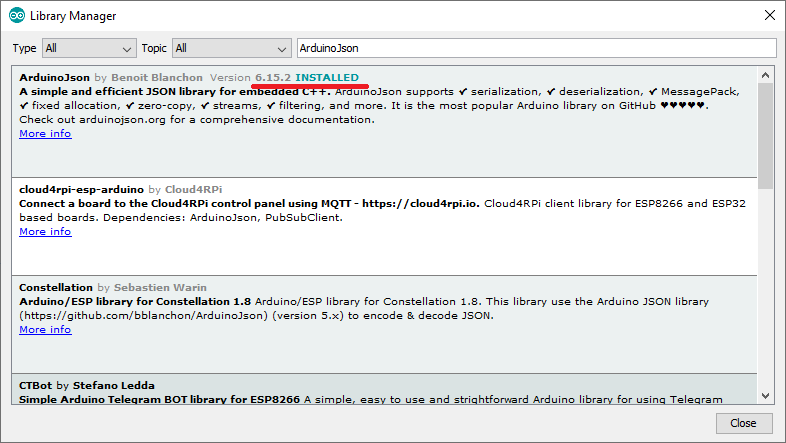 Library Manager
Type All Topic All ArduinoJson
ArduinoJson by Benoit Blanchon Version 6.15.2 INSTALLED
A simple and efficient JSON library for embedded C++. ArduinoJson supports ✔ serialization, ✔ deserialization, ✔ MessagePack,
✔ fixed allocation, ✔ zero-copy, ✔ streams, ✔ filtering, and more. It is the most popular Arduino library on GitHub ♥♥♥♥♥.
Check out arduinojson.org for a comprehensive documentation.
More info
cloud4rpi-esp-arduino by Cloud4RPi
Connect a board to the Cloud4RPi control panel using MQTT - https://cloud4rpi.io. Cloud4RPi client library for ESP8266 and ESP32
based boards. Dependencies: ArduinoJson, PubSubClient.
More info
Constellation by Sebastien Warin
Arduino/ESP library for Constellation 1.8 Arduino/ESP library for Constellation 1.8. This library use the Arduino JSON library
(https://github.com/bblanchon/ArduinoJson) (version 5.x) to encode & decode JSON.
More info
CTBot by Stefano Ledda
Simple Arduino Telegram BOT library for ESP8266 A simple, easy to use and strightforward Arduino library for using Telegram
Close